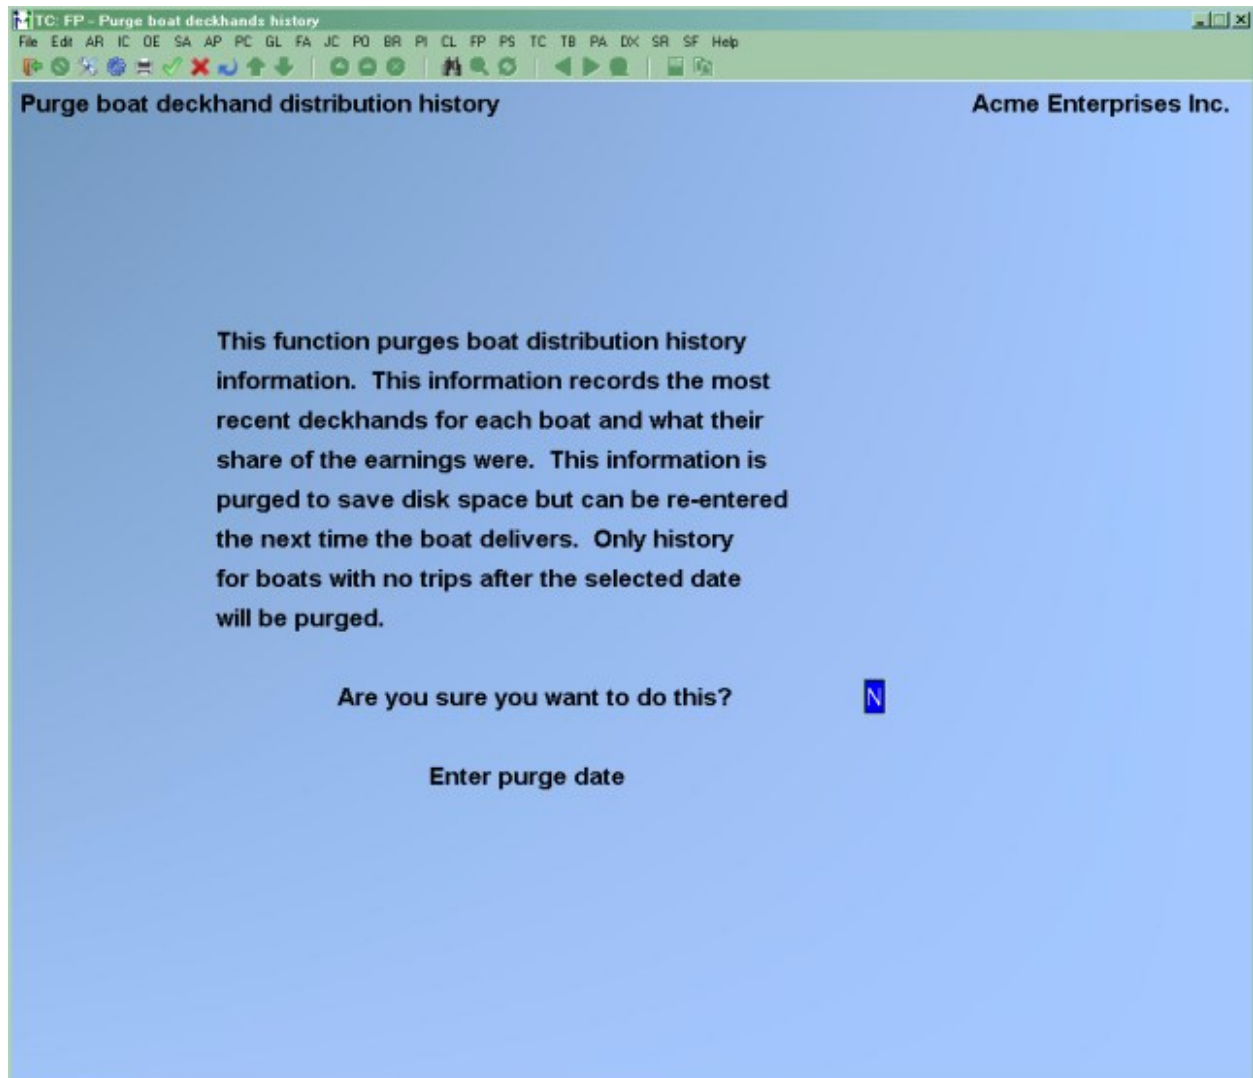 TC: FP - Purge boat deckhands history
File Edit AR IC OE SA AP PC GL FA JC PO BR PI CL FP PS TC TB PA DX SR SF Help
Purge boat deckhand distribution history Acme Enterprises Inc.
This function purges boat distribution history
information. This information records the most
recent deckhands for each boat and what their
share of the earnings were. This information is
purged to save disk space but can be re-entered
the next time the boat delivers. Only history
for boats with no trips after the selected date
will be purged.
Are you sure you want to do this? N
Enter purge date